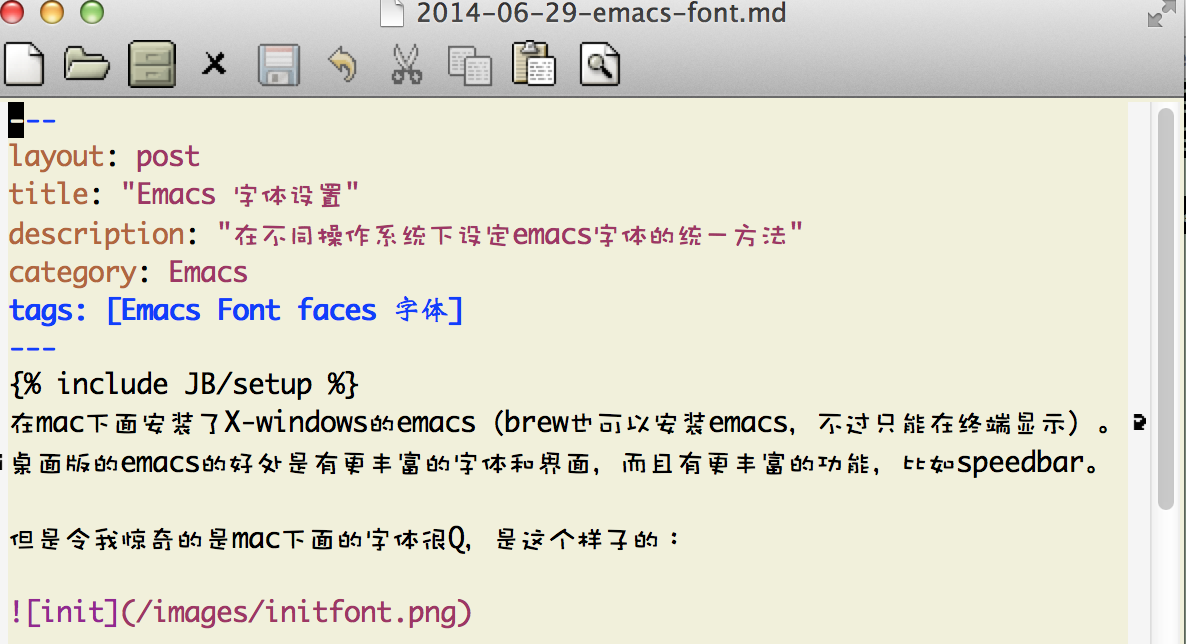 2014-06-29-emacs-font.md
---
layout: post
title: "Emacs 字体设置"
description: "在不同操作系统下设定emacs字体的统一方法"
category: Emacs
tags: [Emacs Font faces 字体]
---
{% include JB/setup %}
在mac下面安装了X-windows的emacs（brew也可以安装emacs，不过只能在终端显示）。
桌面版的emacs的好处是有更丰富的字体和界面，而且有更丰富的功能，比如speedbar。
但是令我惊奇的是mac下面的字体很Q，是这个样子的：
![init](/images/initfont.png)